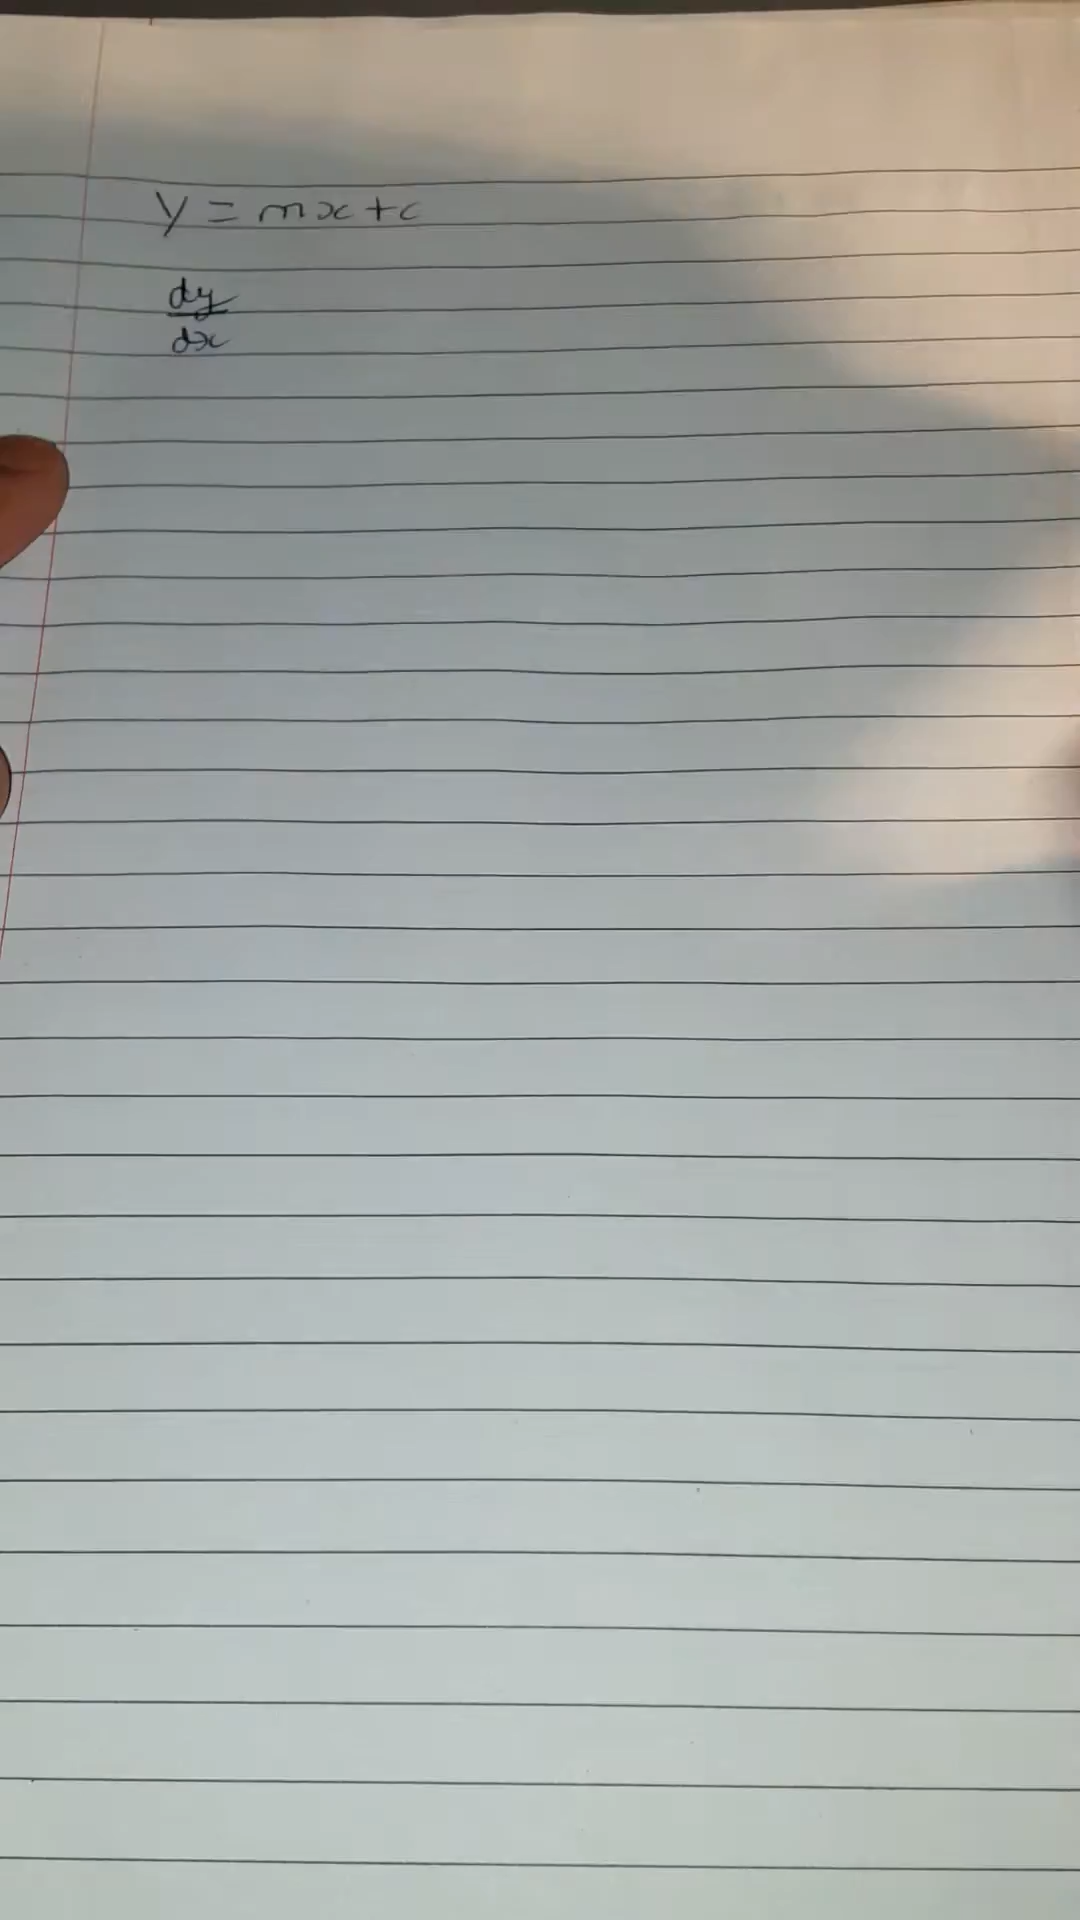 y = mx + c
dy/dx